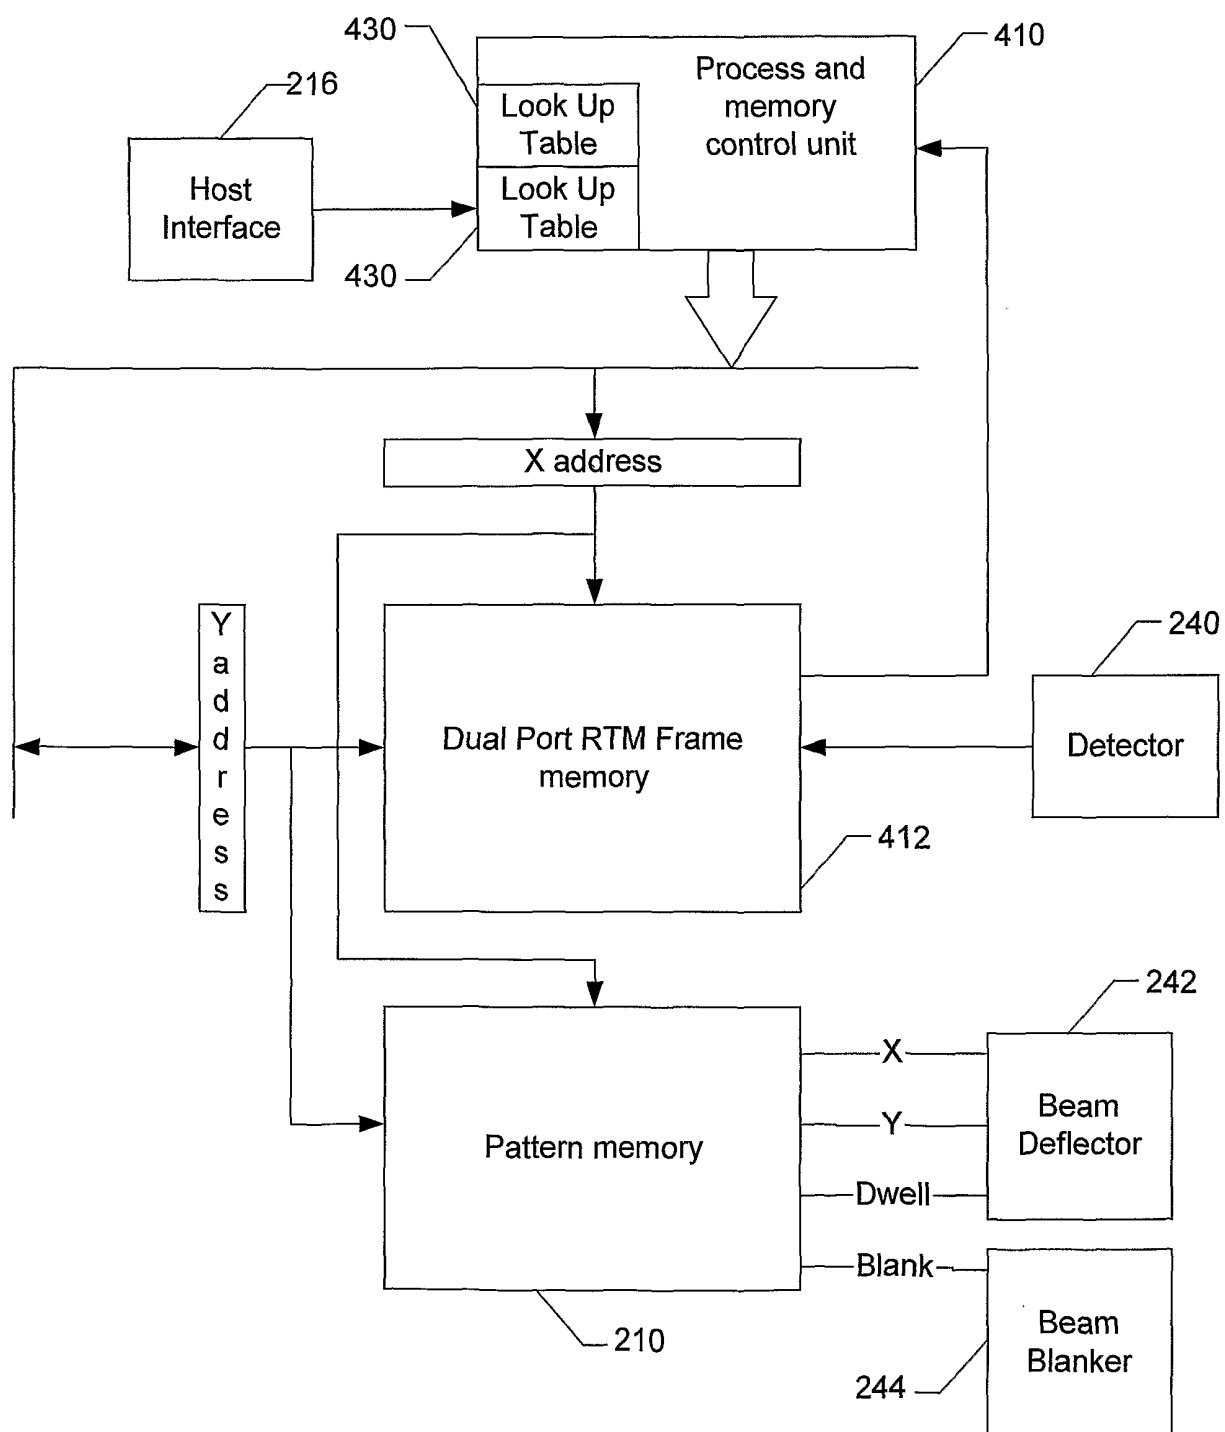 430
410
Process and
memory
control unit
216
Look Up
Table
Host
Interface
Look Up
Table
430
X address
Y
a
d
d
r
e
s
s
240
Dual Port RTM Frame
memory
Detector
412
242
X
Beam
Deflector
Y
Pattern memory
Dwell
Blank
210
Beam
Blanker
244